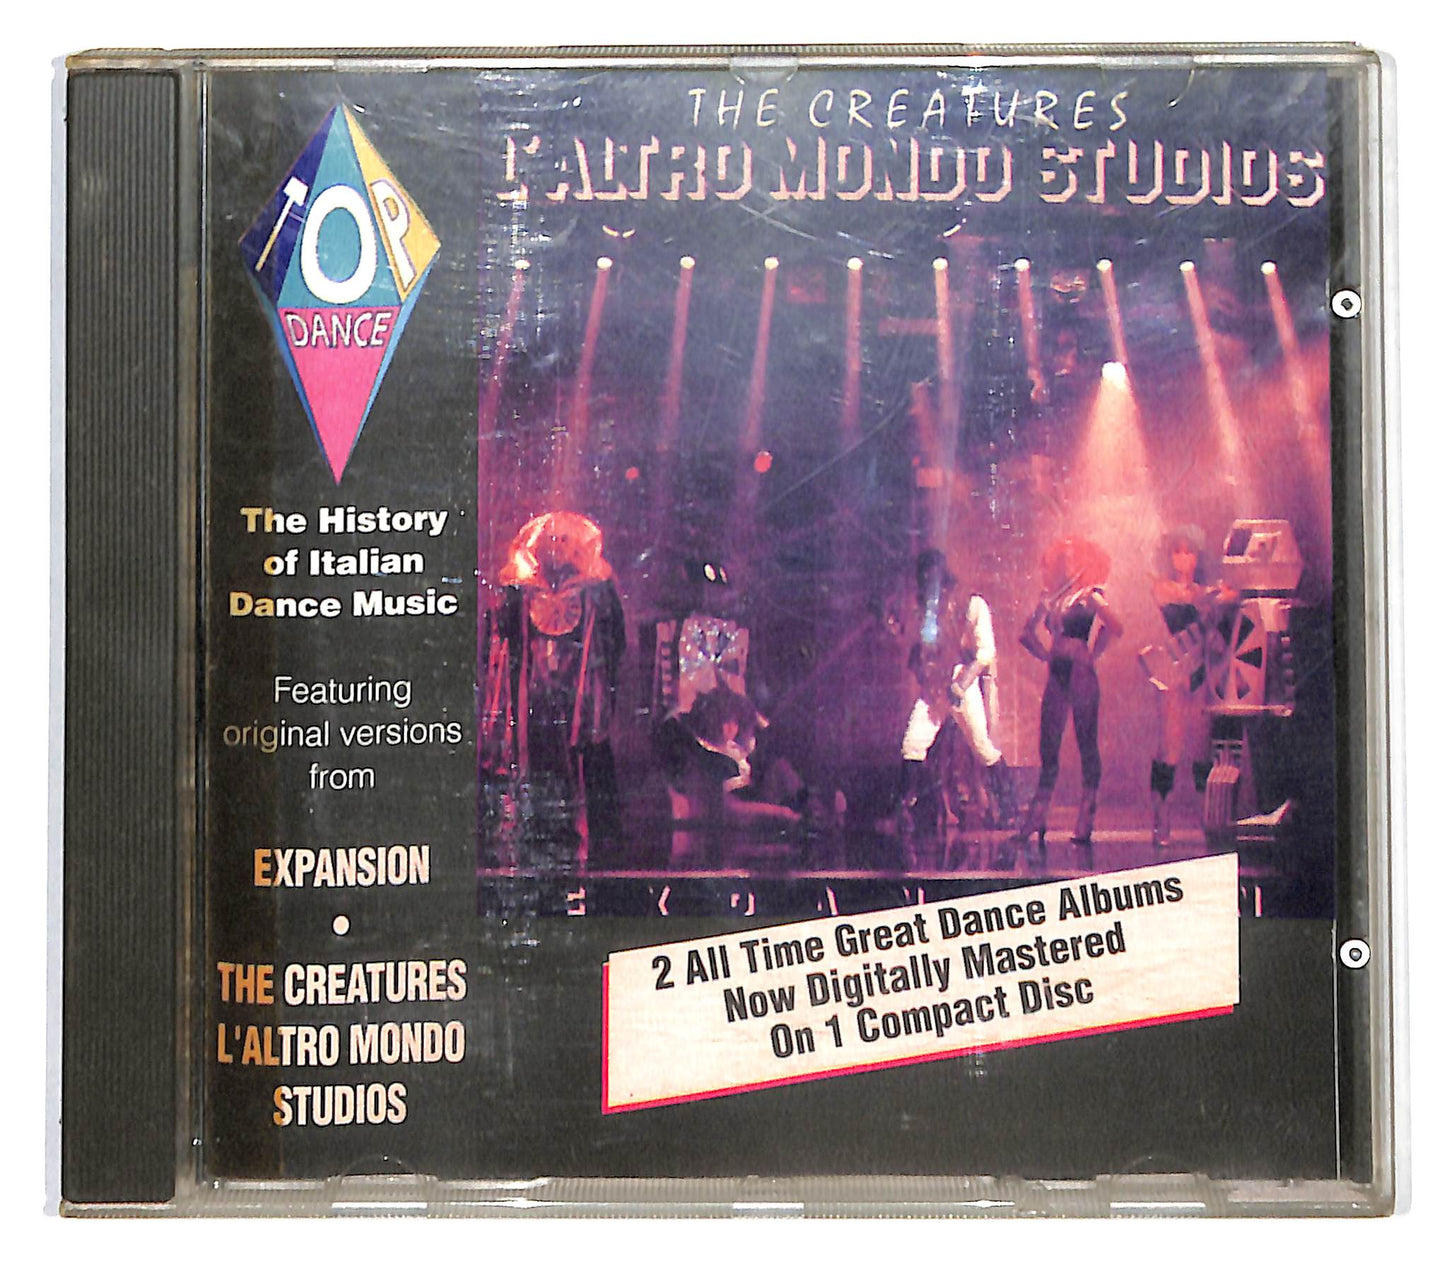 TOP
DANCE
The History
of Italian
Dance Music
Featuring
original versions
from
EXPANSION
•
THE CREATURES
L'ALTRO MONDO
STUDIOS
THE CREATURES
L'ALTRO MONDO STUDIOS
2 All Time Great Dance Albums
Now Digitally Mastered
On 1 Compact Disc